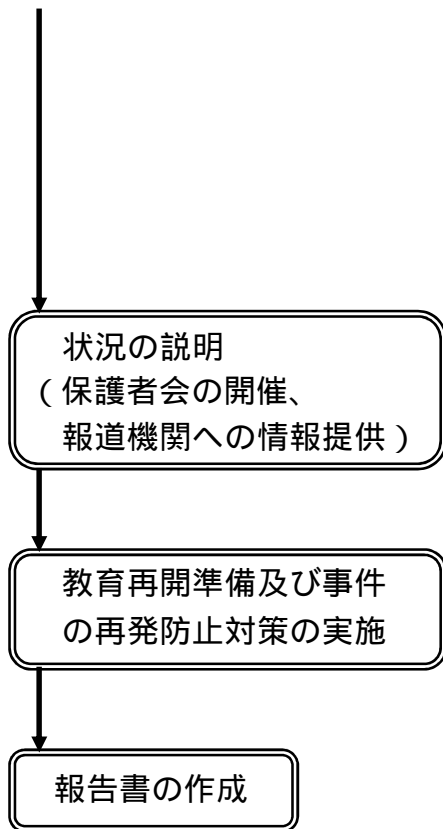 状況の説明
(保護者会の開催、
報道機関への情報提供)
教育再開準備及び事件
の再発防止対策の実施
報告書の作成